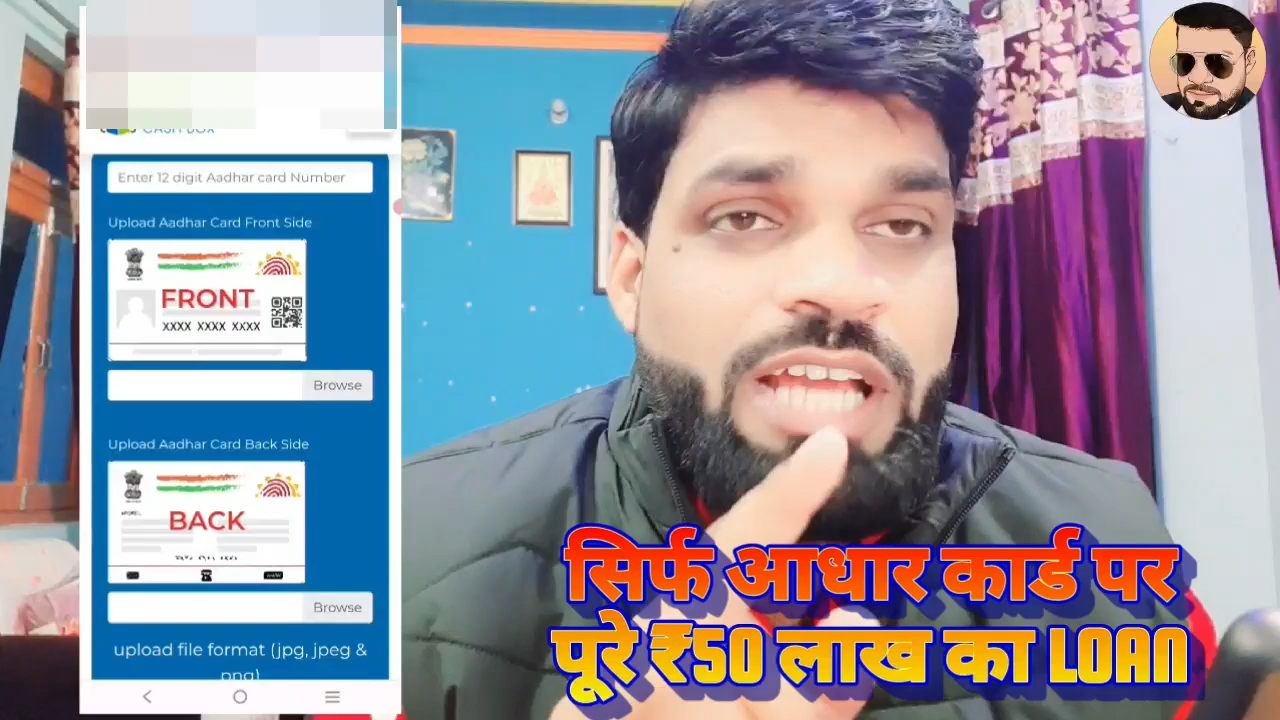 CASH BOX
Enter 12 digit Aadhar card Number
Upload Aadhar Card Front Side
FRONT
XXXX XXXX XXXX
Browse
Upload Aadhar Card Back Side
BACK
Browse
upload file format (jpg, jpeg &
png)
सिर्फ आधार कार्ड पर
पूरे ₹50 लाख का LOAN